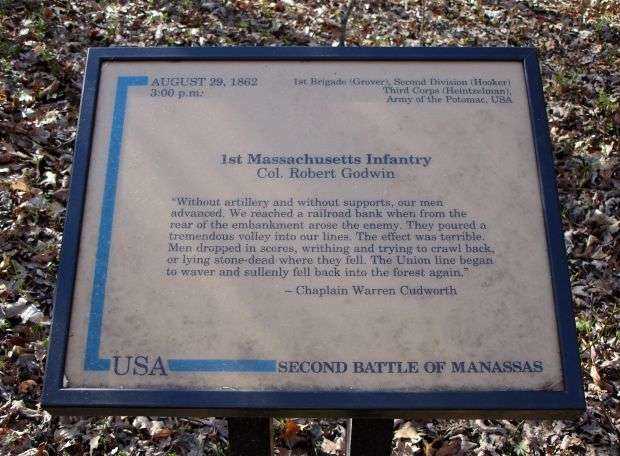 AUGUST 29, 1862
3:00 p.m.
1st Brigade (Grover), Second Division (Hooker)
Third Corps (Heintzelman),
Army of the Potomac, USA
1st Massachusetts Infantry
Col. Robert Godwin
"Without artillery and without supports, our men
advanced. We reached a railroad bank when from the
rear of the embankment arose the enemy. They poured a
tremendous volley into our lines. The effect was terrible.
Men dropped in scores, writhing and trying to crawl back,
or lying stone-dead where they fell. The Union line began
to waver and sullenly fell back into the forest again."
– Chaplain Warren Cudworth
USA
SECOND BATTLE OF MANASSAS